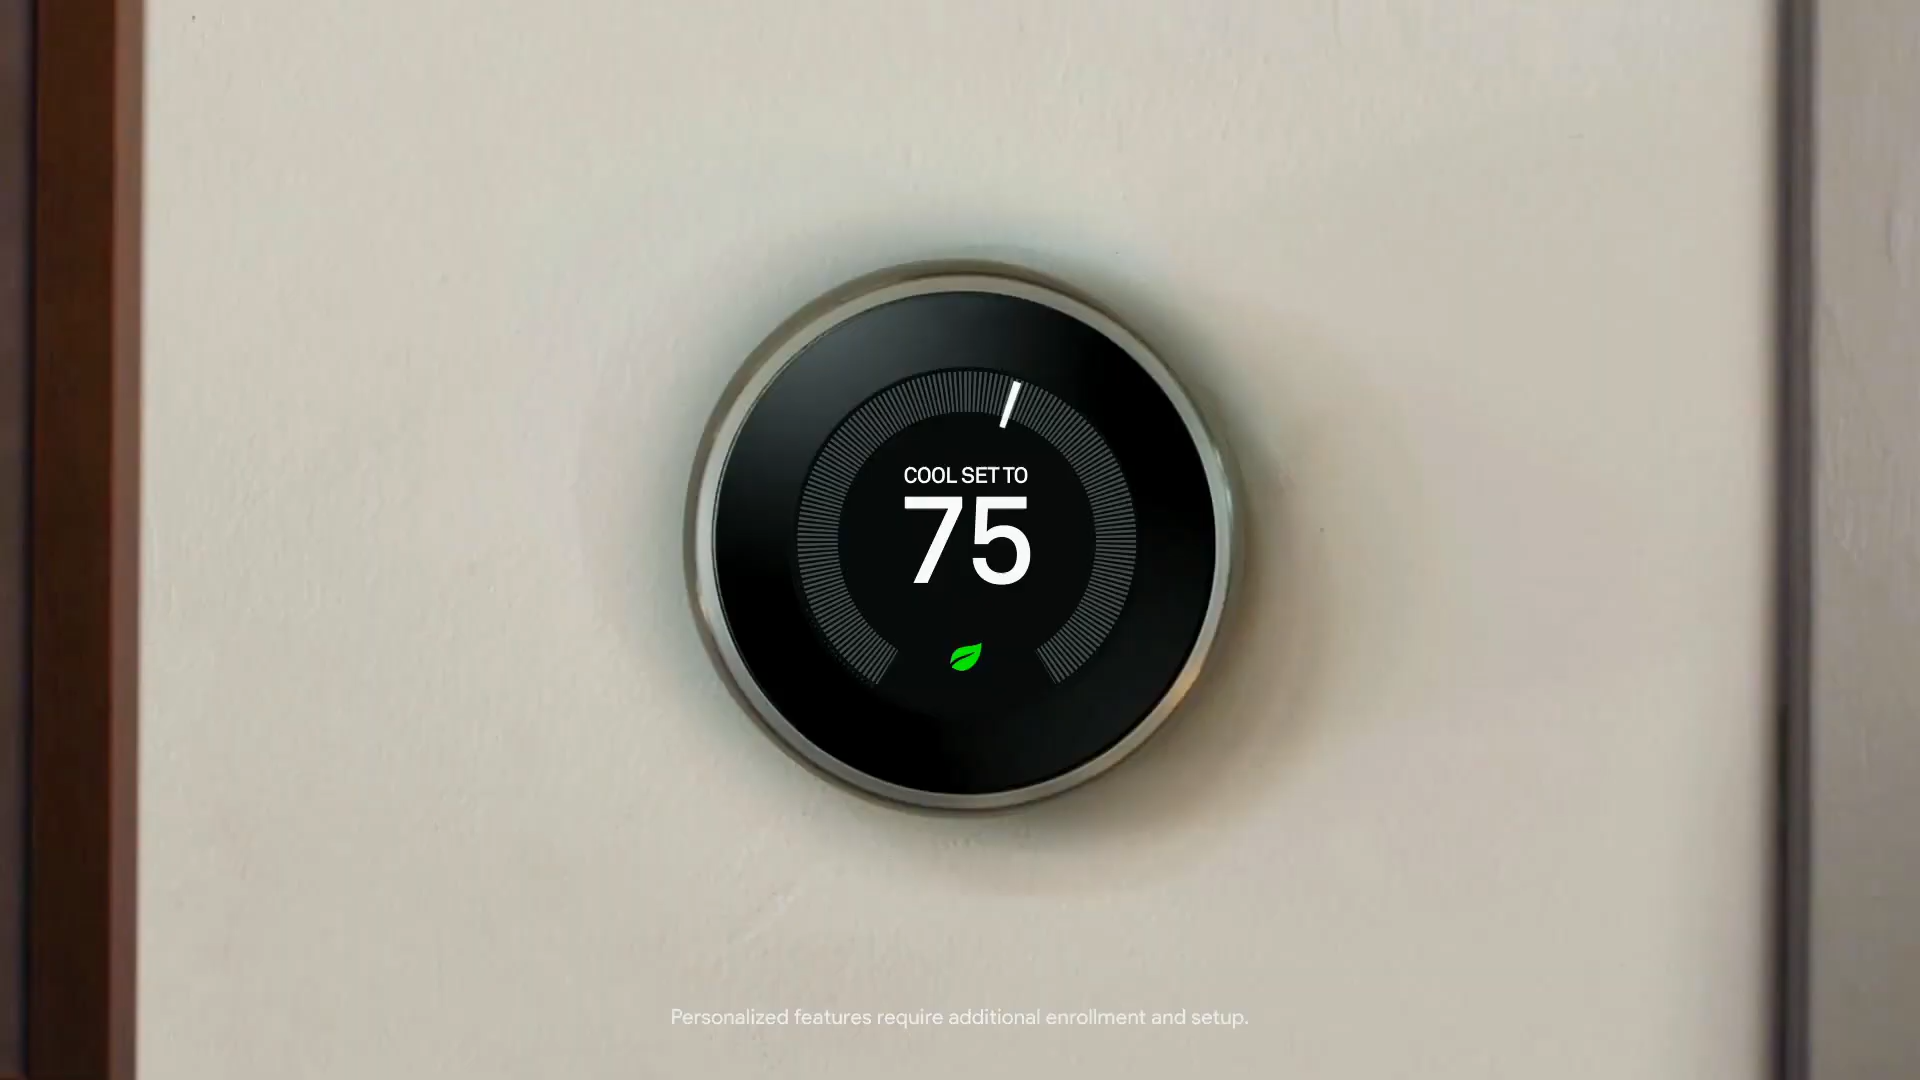 COOL SET TO
75
Personalized features require additional enrollment and setup.